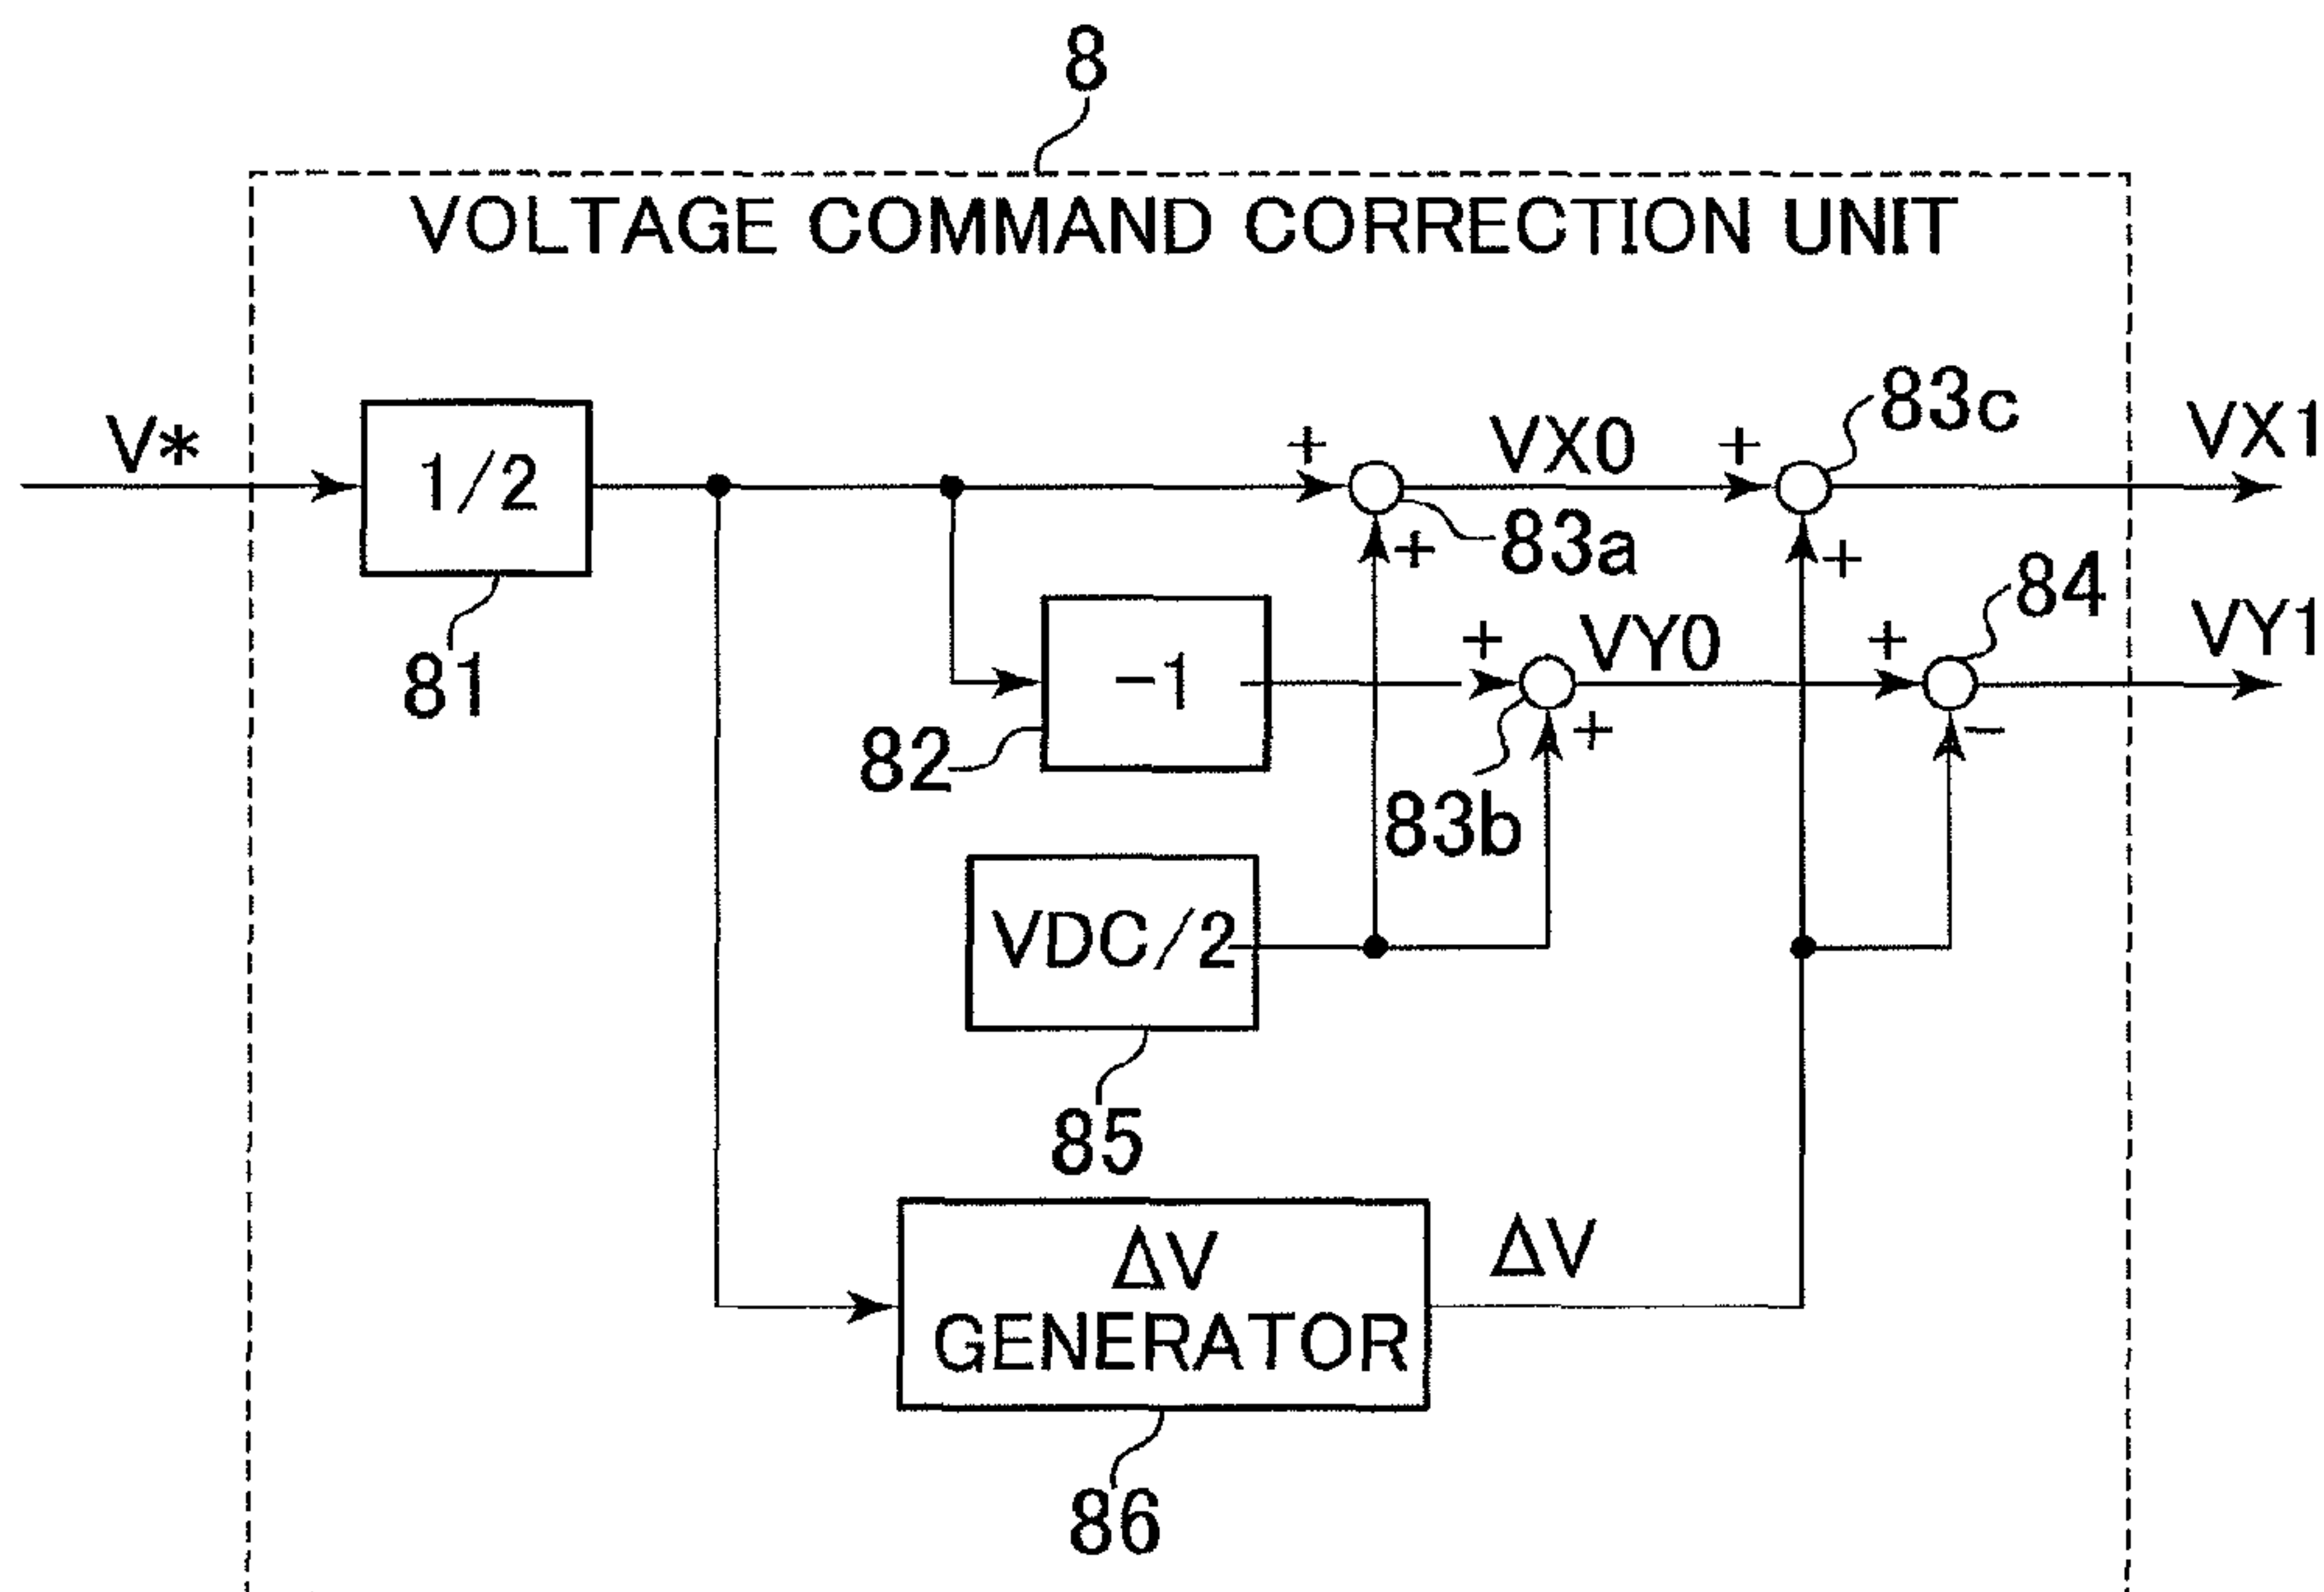 8
VOLTAGE COMMAND CORRECTION UNIT
V*
1/2
81
+
+
83a
VX0
+
+
83c
VX1
-1
82
+
+
83b
VY0
+
-
84
VY1
VDC/2
85
ΔV
GENERATOR
86
ΔV